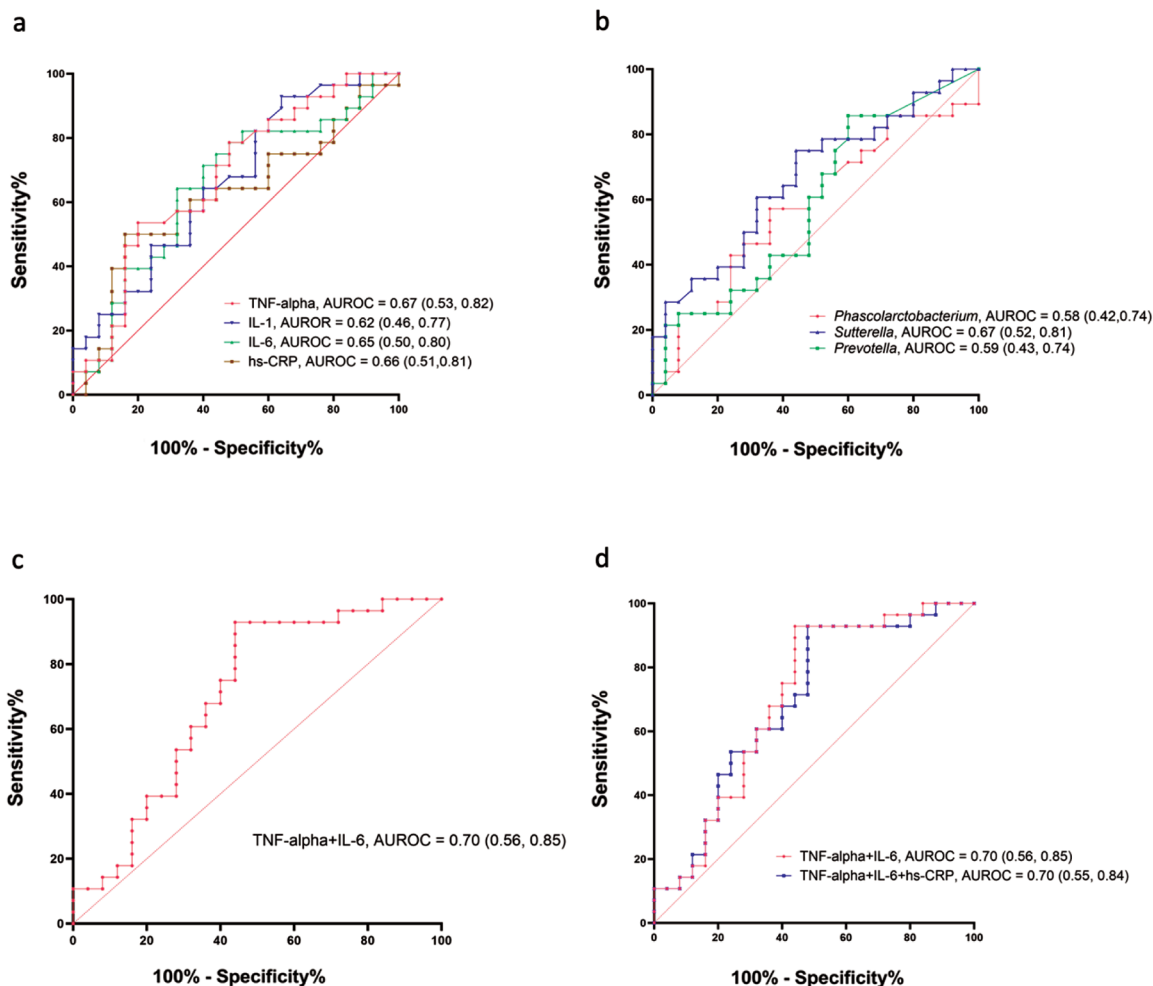 a
100
80
60
40
20
0
Sensitivity%
0 20 40 60 80 100
100% - Specificity%
TNF-alpha, AUROC = 0.67 (0.53, 0.82)
IL-1, AUROR = 0.62 (0.46, 0.77)
IL-6, AUROC = 0.65 (0.50, 0.80)
hs-CRP, AUROC = 0.66 (0.51,0.81)
b
100
80
60
40
20
0
Sensitivity%
0 20 40 60 80 100
100% - Specificity%
Phascolarctobacterium, AUROC = 0.58 (0.42,0.74)
Sutterella, AUROC = 0.67 (0.52, 0.81)
Prevotella, AUROC = 0.59 (0.43, 0.74)
c
100
80
60
40
20
0
Sensitivity%
0 20 40 60 80 100
100% - Specificity%
TNF-alpha+IL-6, AUROC = 0.70 (0.56, 0.85)
d
100
80
60
40
20
0
Sensitivity%
0 20 40 60 80 100
100% - Specificity%
TNF-alpha+IL-6, AUROC = 0.70 (0.56, 0.85)
TNF-alpha+IL-6+hs-CRP, AUROC = 0.70 (0.55, 0.84)